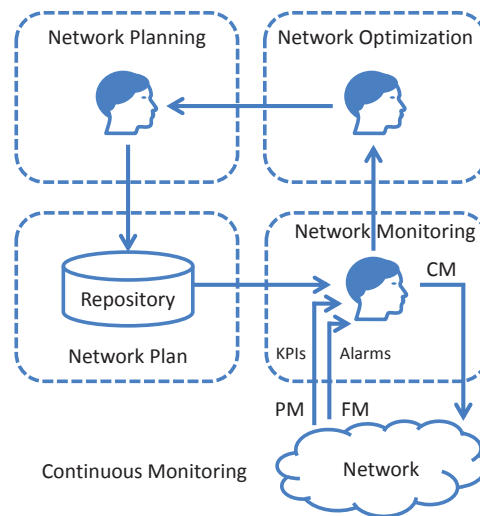 Network Planning
Network Optimization
Network Monitoring
CM
Repository
Network Plan
KPIs
Alarms
PM
FM
Continuous Monitoring
Network